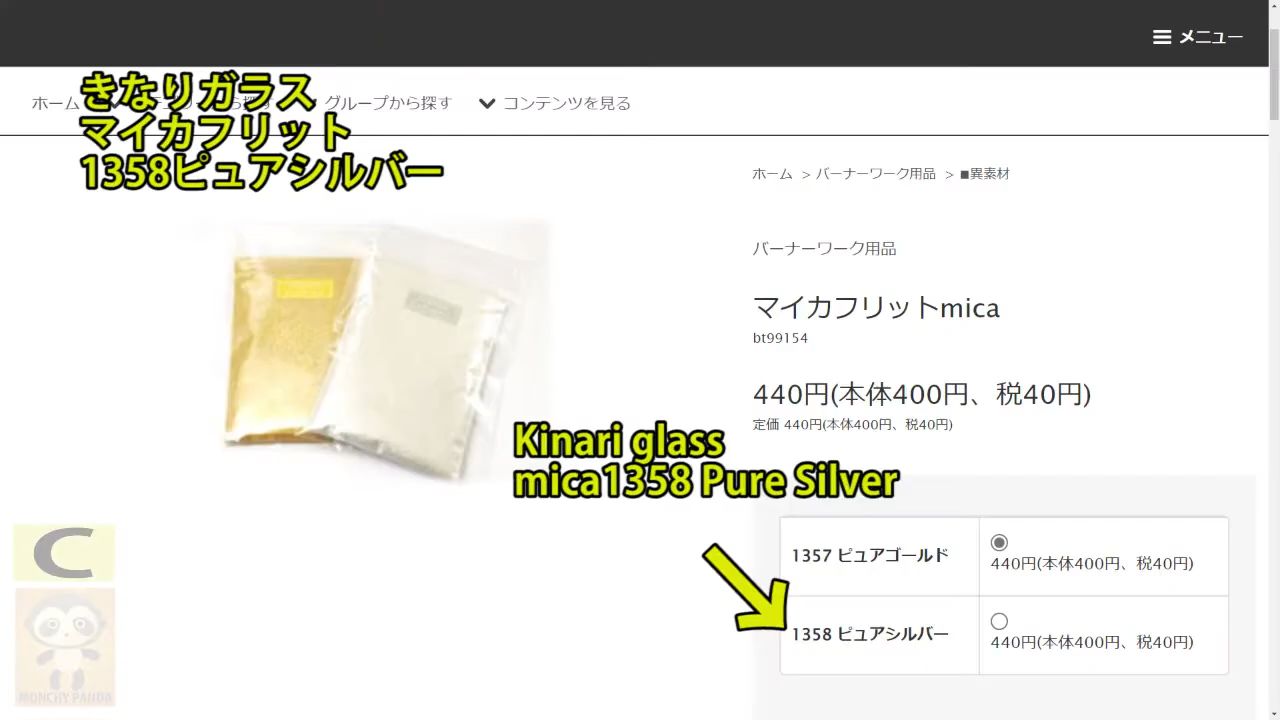 メニュー
ホーム
グループから探す
コンテンツを見る
きなりガラス
マイカフリット
1358ピュアシルバー
ホーム > バーナーワーク用品 > ■異素材
バーナーワーク用品
マイカフリットmica
bt99154
440円(本体400円、税40円)
定価 440円(本体400円、税40円)
Kinari glass
mica1358 Pure Silver
1357 ピュアゴールド
440円(本体400円、税40円)
1358 ピュアシルバー
440円(本体400円、税40円)
C
MONCHY PANDA